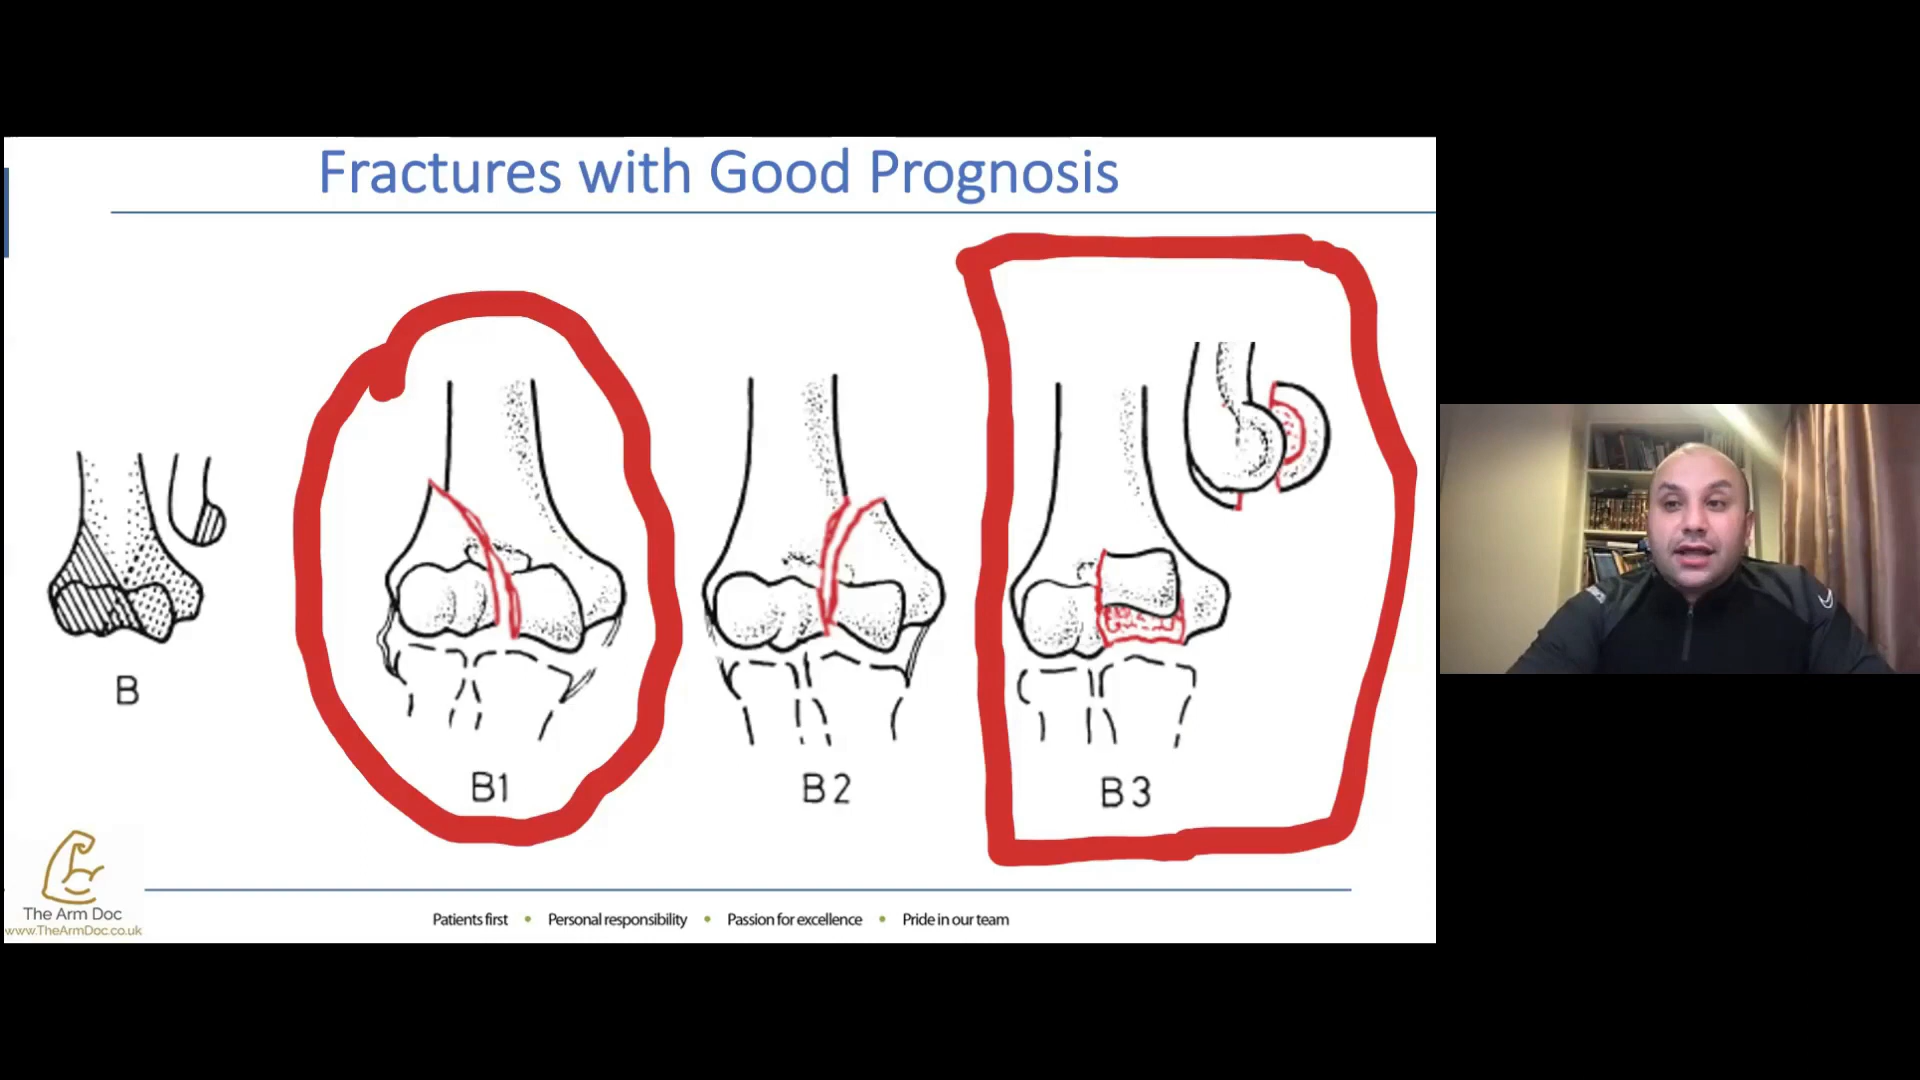 Fractures with Good Prognosis
B
B1
B2
B3
The Arm Doc
www.TheArmDoc.co.uk
Patients first • Personal responsibility • Passion for excellence • Pride in our team